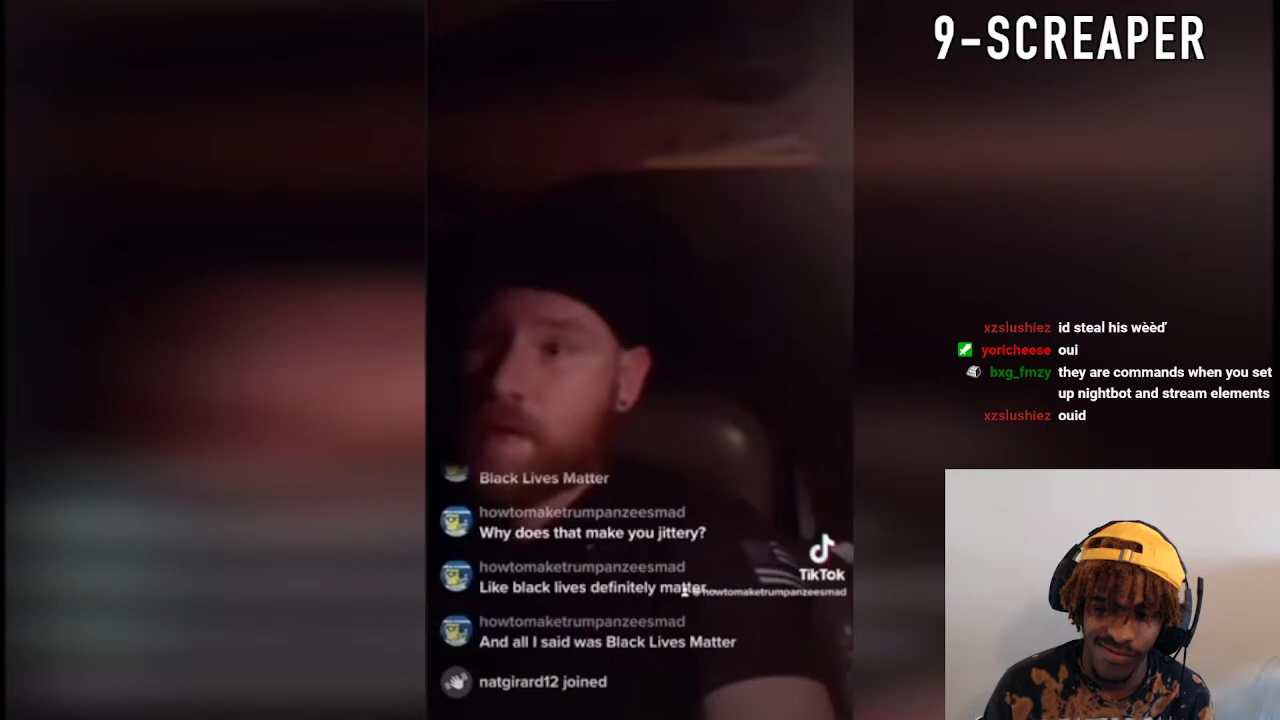 9-SCREAPER
xzslushiez id steal his wèèď
yoricheese oui
bxg_fmzy they are commands when you set
up nightbot and stream elements
xzslushiez ouid
Black Lives Matter
howtomaketrumpanzeesmad
Why does that make you jittery?
howtomaketrumpanzeesmad
Like black lives definitely matter
TikTok
@howtomaketrumpanzeesmad
howtomaketrumpanzeesmad
And all I said was Black Lives Matter
natgirard12 joined